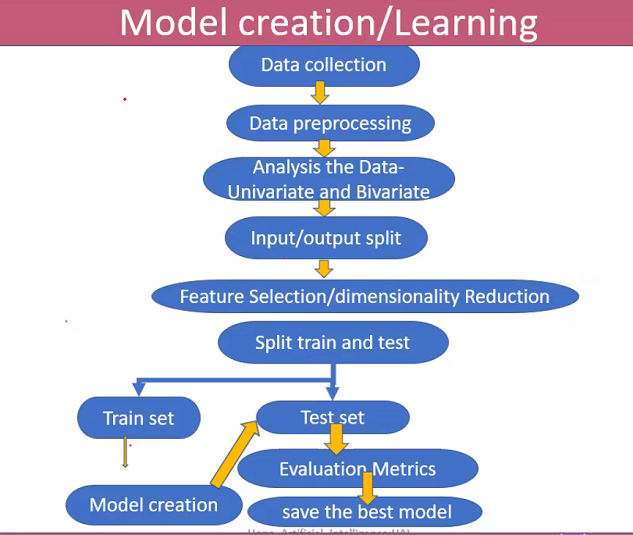 Model creation/Learning
Data collection
Data preprocessing
Analysis the Data-
Univariate and Bivariate
Input/output split
Feature Selection/dimensionality Reduction
Split train and test
Train set
Test set
Evaluation Metrics
Model creation
save the best model